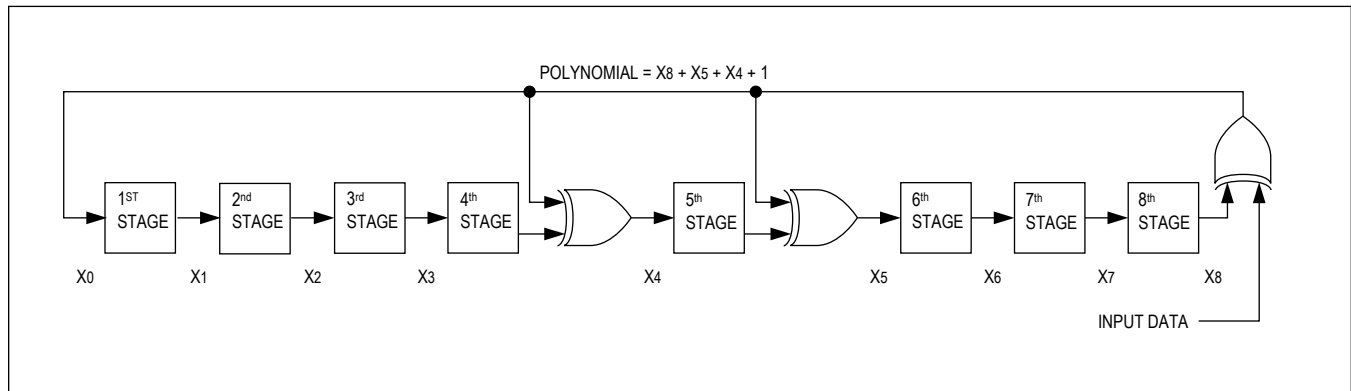 POLYNOMIAL = X8 + X5 + X4 + 1
1ST STAGE
2nd STAGE
3rd STAGE
4th STAGE
5th STAGE
6th STAGE
7th STAGE
8th STAGE
X0 X1 X2 X3 X4 X5 X6 X7 X8
INPUT DATA